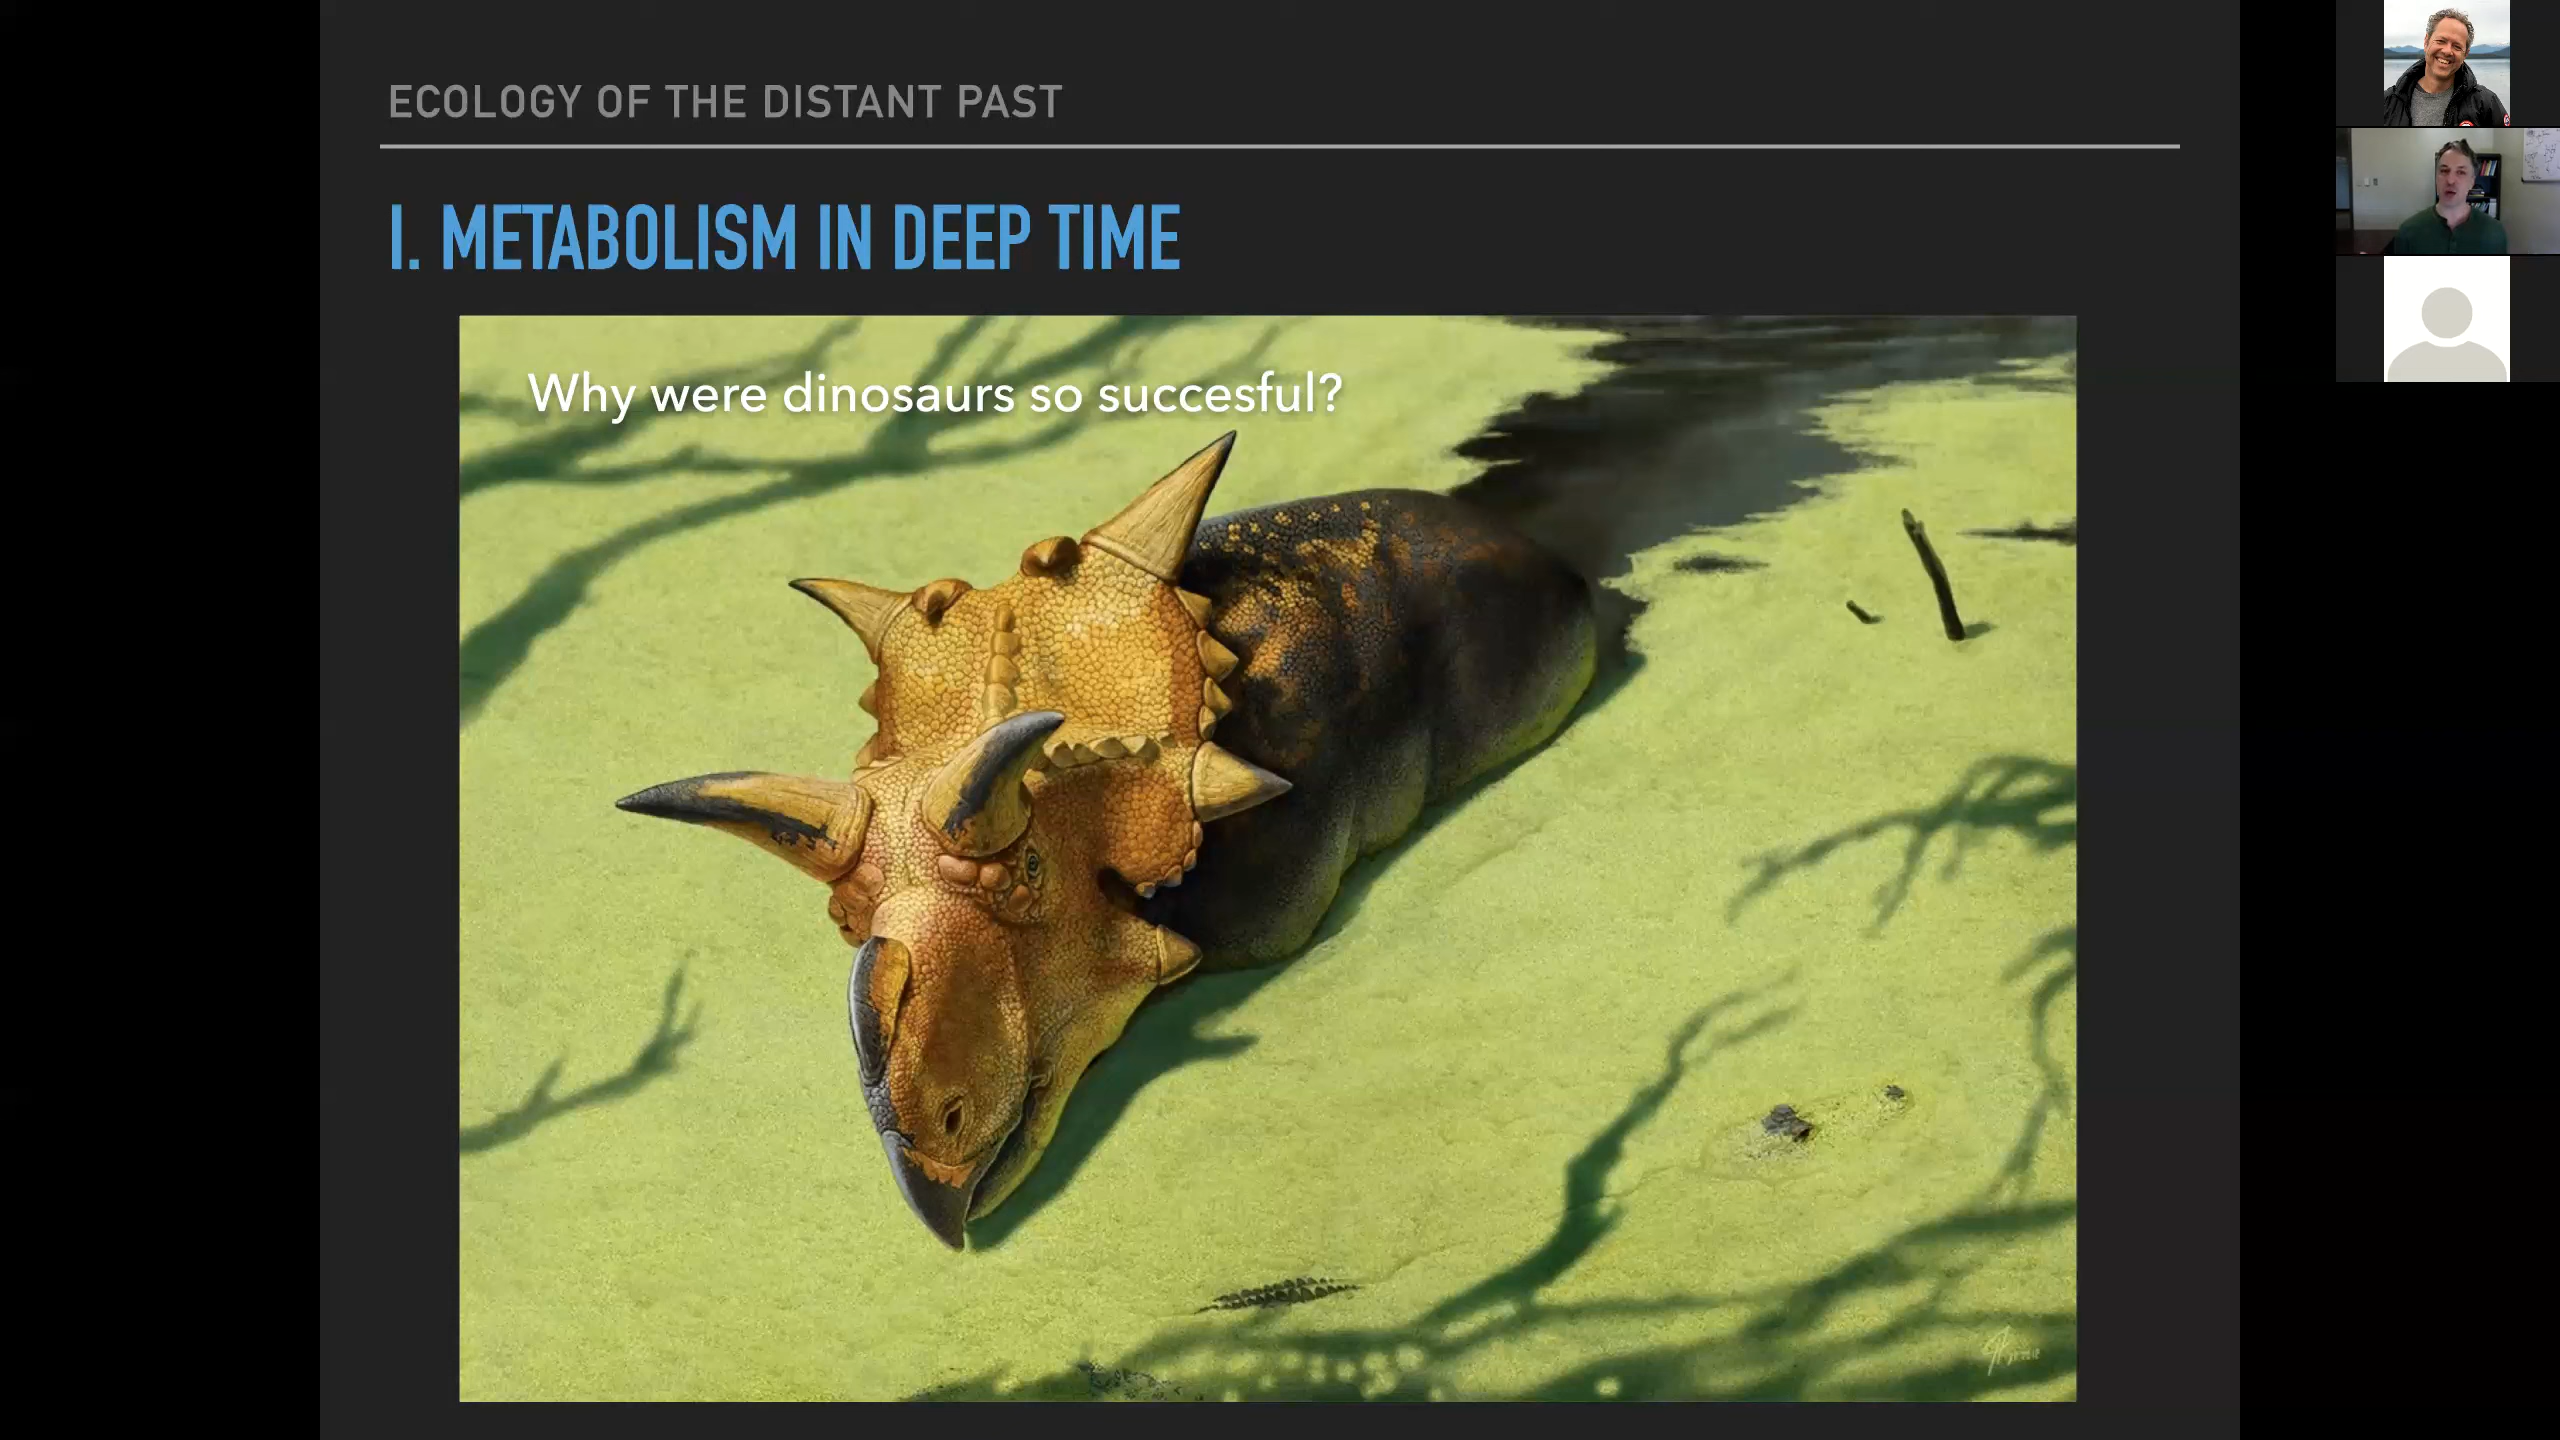 ECOLOGY OF THE DISTANT PAST
I. METABOLISM IN DEEP TIME
Why were dinosaurs so succesful?